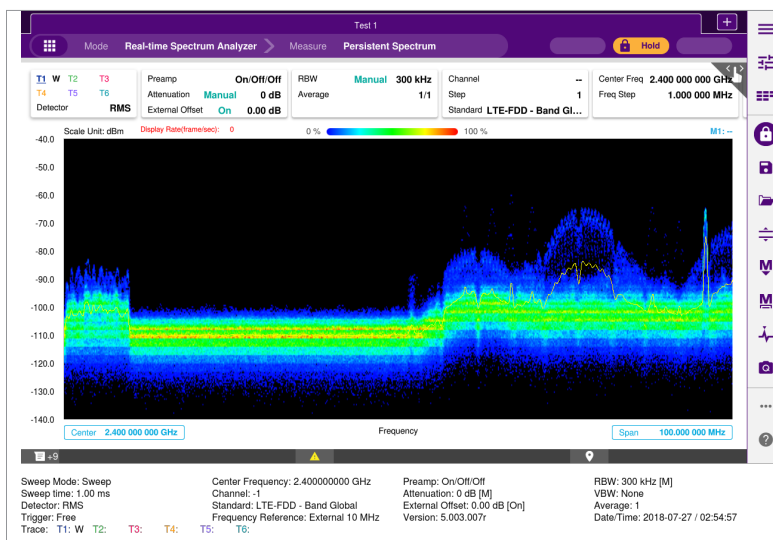 Test 1
+
Mode Real-time Spectrum Analyzer Measure Persistent Spectrum Hold
T1 W T2 T3 Preamp On/Off/Off RBW Manual 300 kHz Channel -- Center Freq 2.400 000 000 GHz
T4 T5 T6 Attenuation Manual 0 dB Average 1/1 Step 1 Freq Step 1.000 000 MHz
Detector RMS External Offset On 0.00 dB Standard LTE-FDD - Band Gl...
Scale Unit: dBm Display Rate(frame/sec): 0 0 % 100 % M1: --
-40.0
-50.0
-60.0
-70.0
-80.0
-90.0
-100.0
-110.0
-120.0
-130.0
-140.0
Center 2.400 000 000 GHz Frequency Span 100.000 000 MHz
+9
Sweep Mode: Sweep Center Frequency: 2.400000000 GHz Preamp: On/Off/Off RBW: 300 kHz [M]
Sweep time: 1.00 ms Channel: -1 Attenuation: 0 dB [M] VBW: None
Detector: RMS Standard: LTE-FDD - Band Global External Offset: 0.00 dB [On] Average: 1
Trigger: Free Frequency Reference: External 10 MHz Version: 5.003.007r Date/Time: 2018-07-27 / 02:54:57
Trace: T1: W T2: T3: T4: T5: T6:
M
M
Q
?